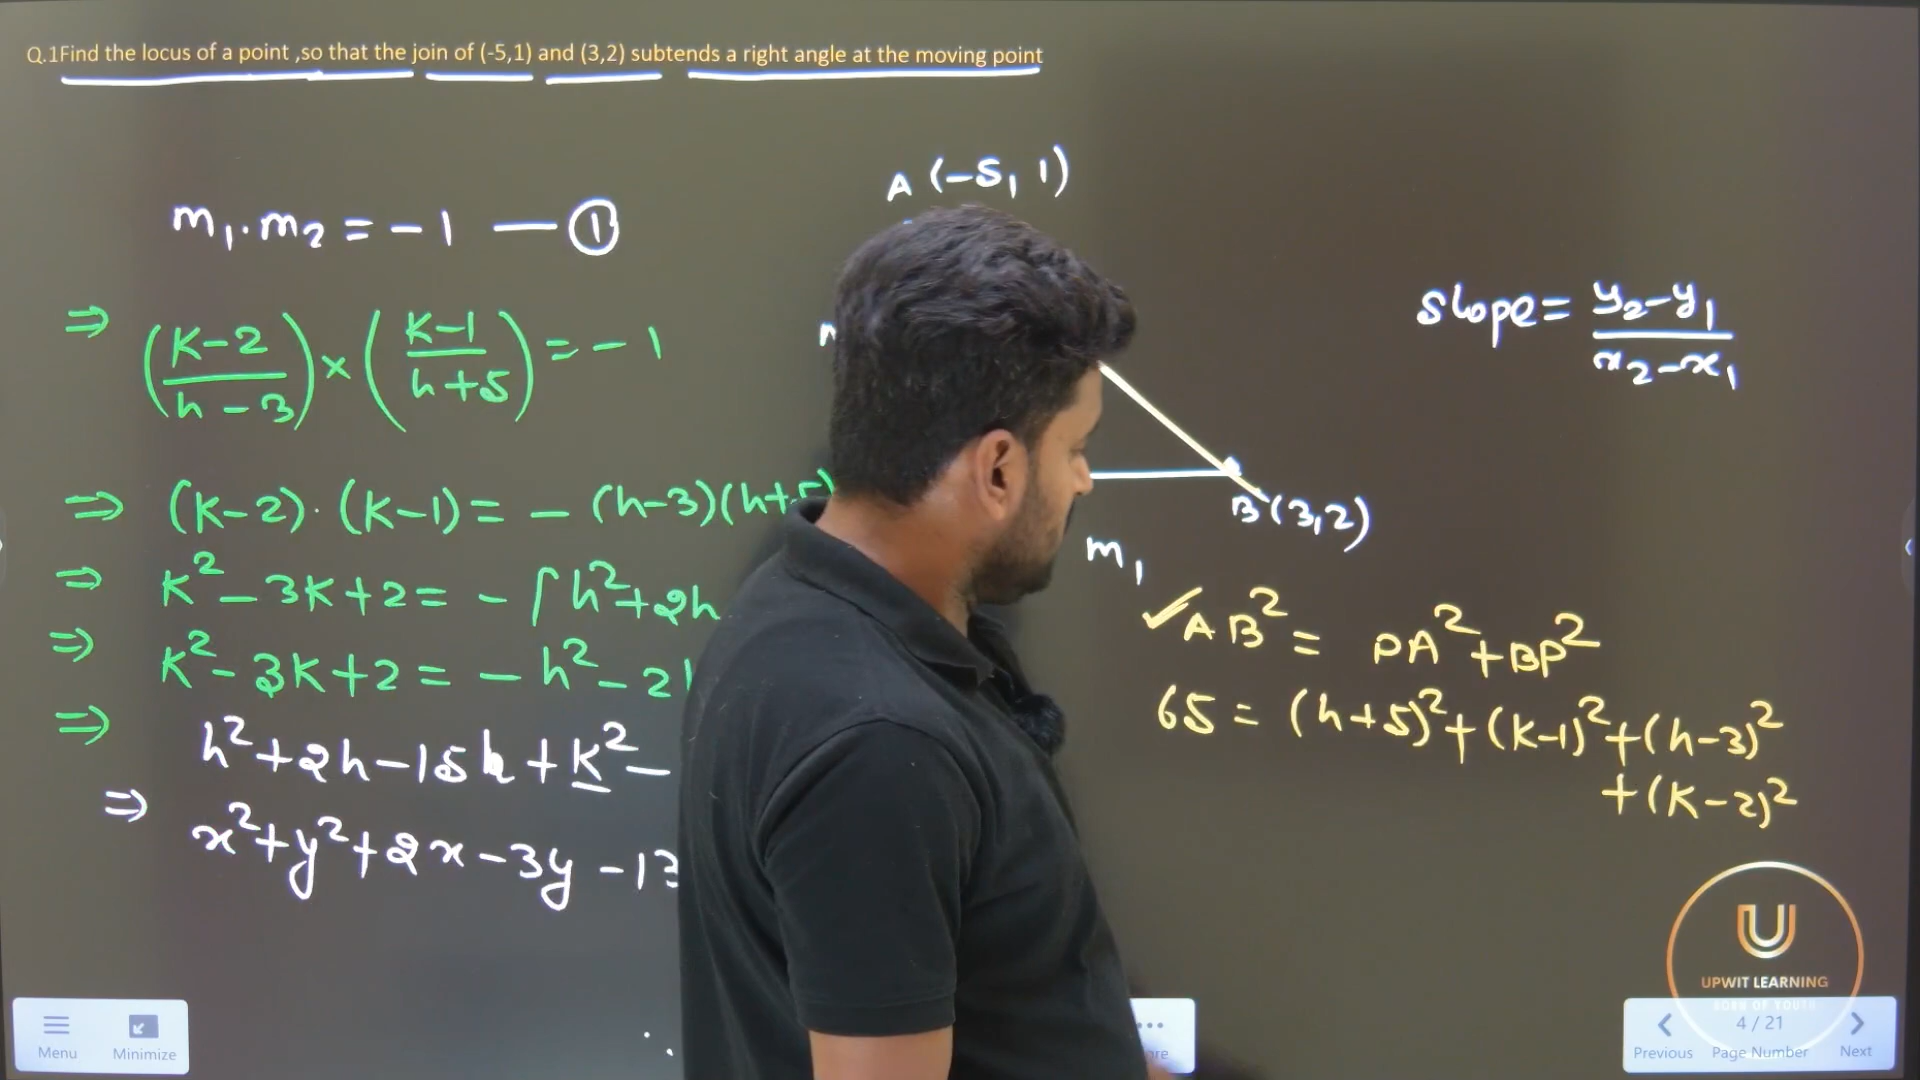 Q.1Find the locus of a point ,so that the join of (-5,1) and (3,2) subtends a right angle at the moving point
m₁.m₂ = -1 — ①
⇒ (K-2/h-3) × (K-1/h+5) = -1
⇒ (K-2).(K-1) = -(h-3)(h+5)
⇒ K²-3K+2 = -[h²+2h
⇒ K²-3K+2 = -h²-2h
⇒ h²+2h-15+K²-
⇒ x²+y²+2x-3y-13
A (-5, 1)
B (3,2)
m₁
slope = y₂-y₁/x₂-x₁
✓AB² = PA²+BP²
65 = (h+5)²+(K-1)²+(h-3)²
+(K-2)²
U
UPWIT LEARNING
Menu
Minimize
4 / 21
Previous Page Number Next